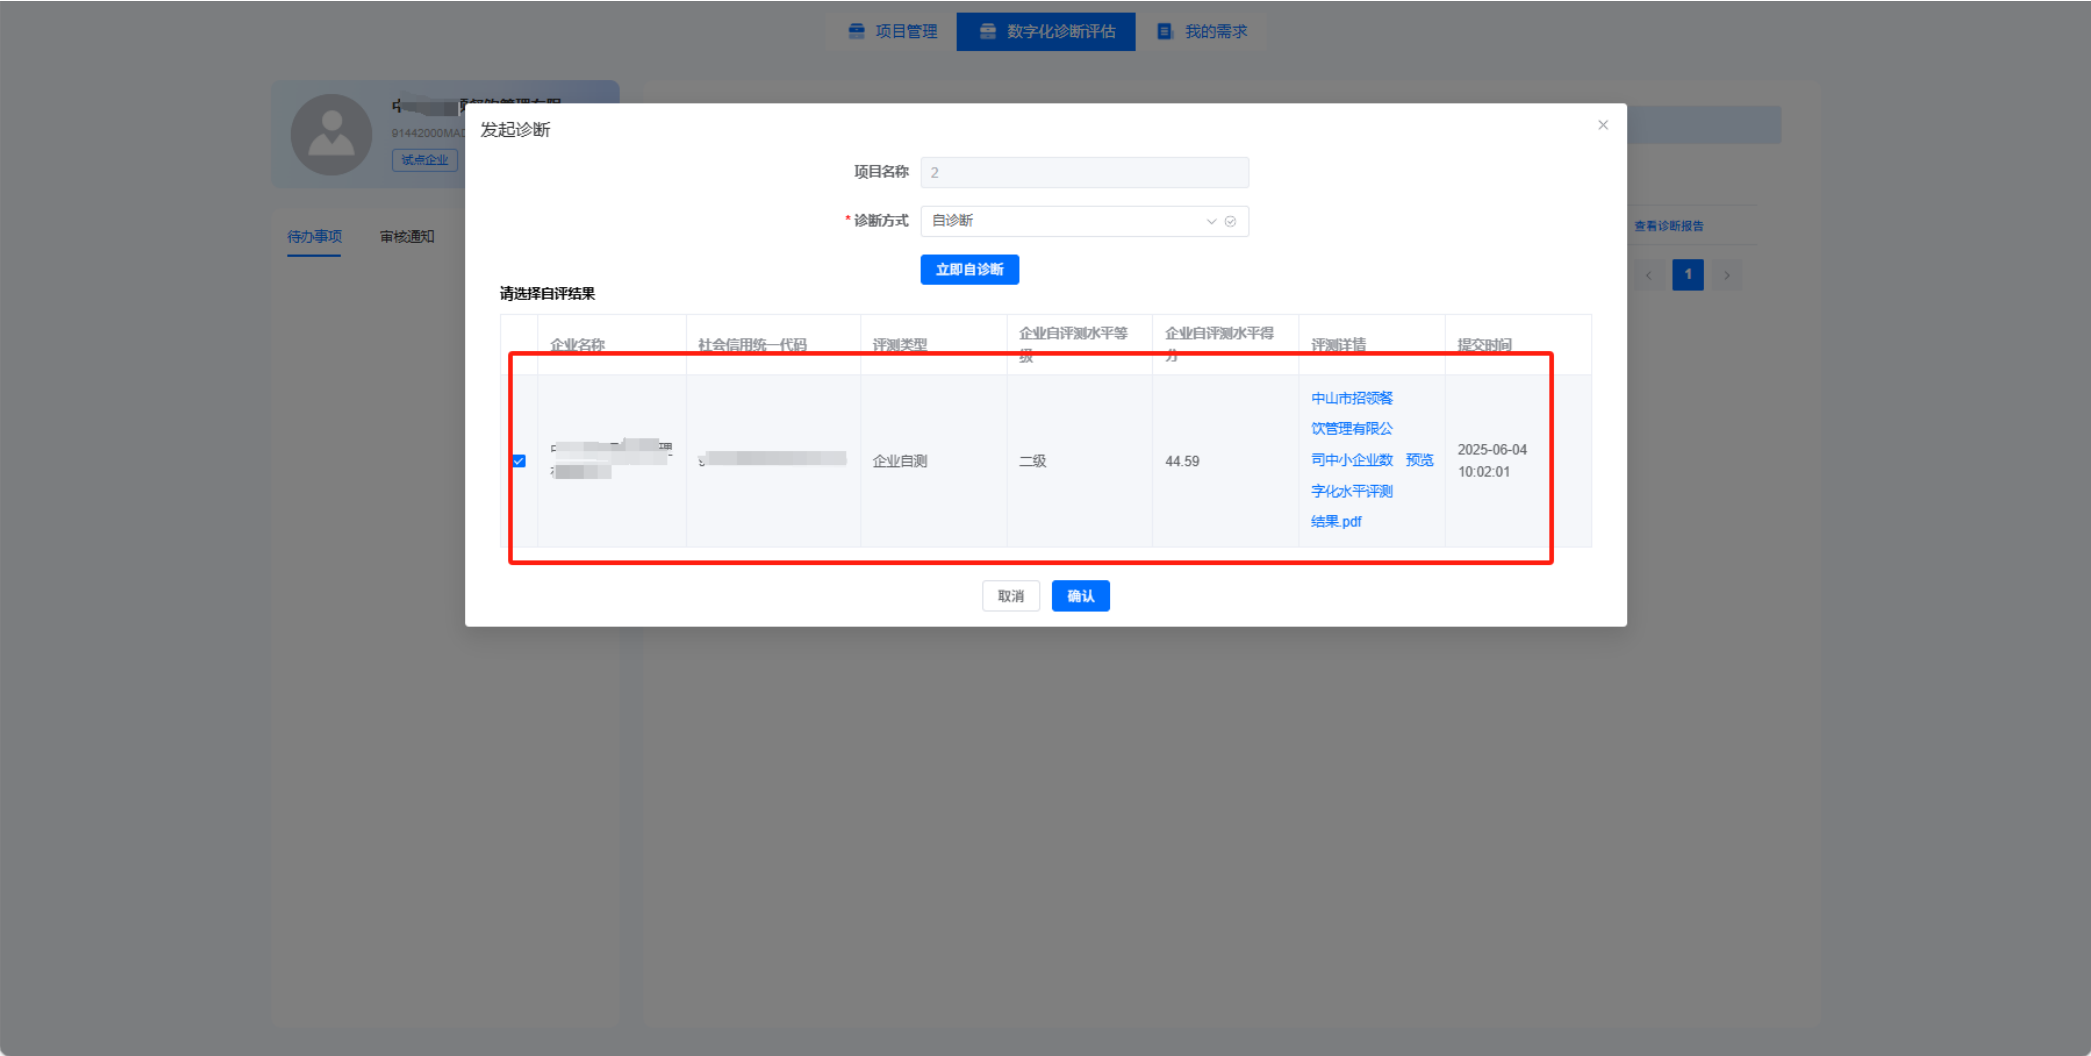 项目管理
数字化诊断评估
我的需求
91442000MAD
试点企业
待办事项
审核通知
发起诊断
项目名称 2
* 诊断方式 自诊断
立即自诊断
请选择自评结果
企业名称
社会信用统一代码
评测类型
企业自评测水平等
级
企业自评测水平得
分
评测详情
提交时间
企业自测
二级
44.59
中山市招领餐
饮管理有限公
司中小企业数
字化水平评测
结果.pdf
预览
2025-06-04
10:02:01
取消
确认
查看诊断报告
1